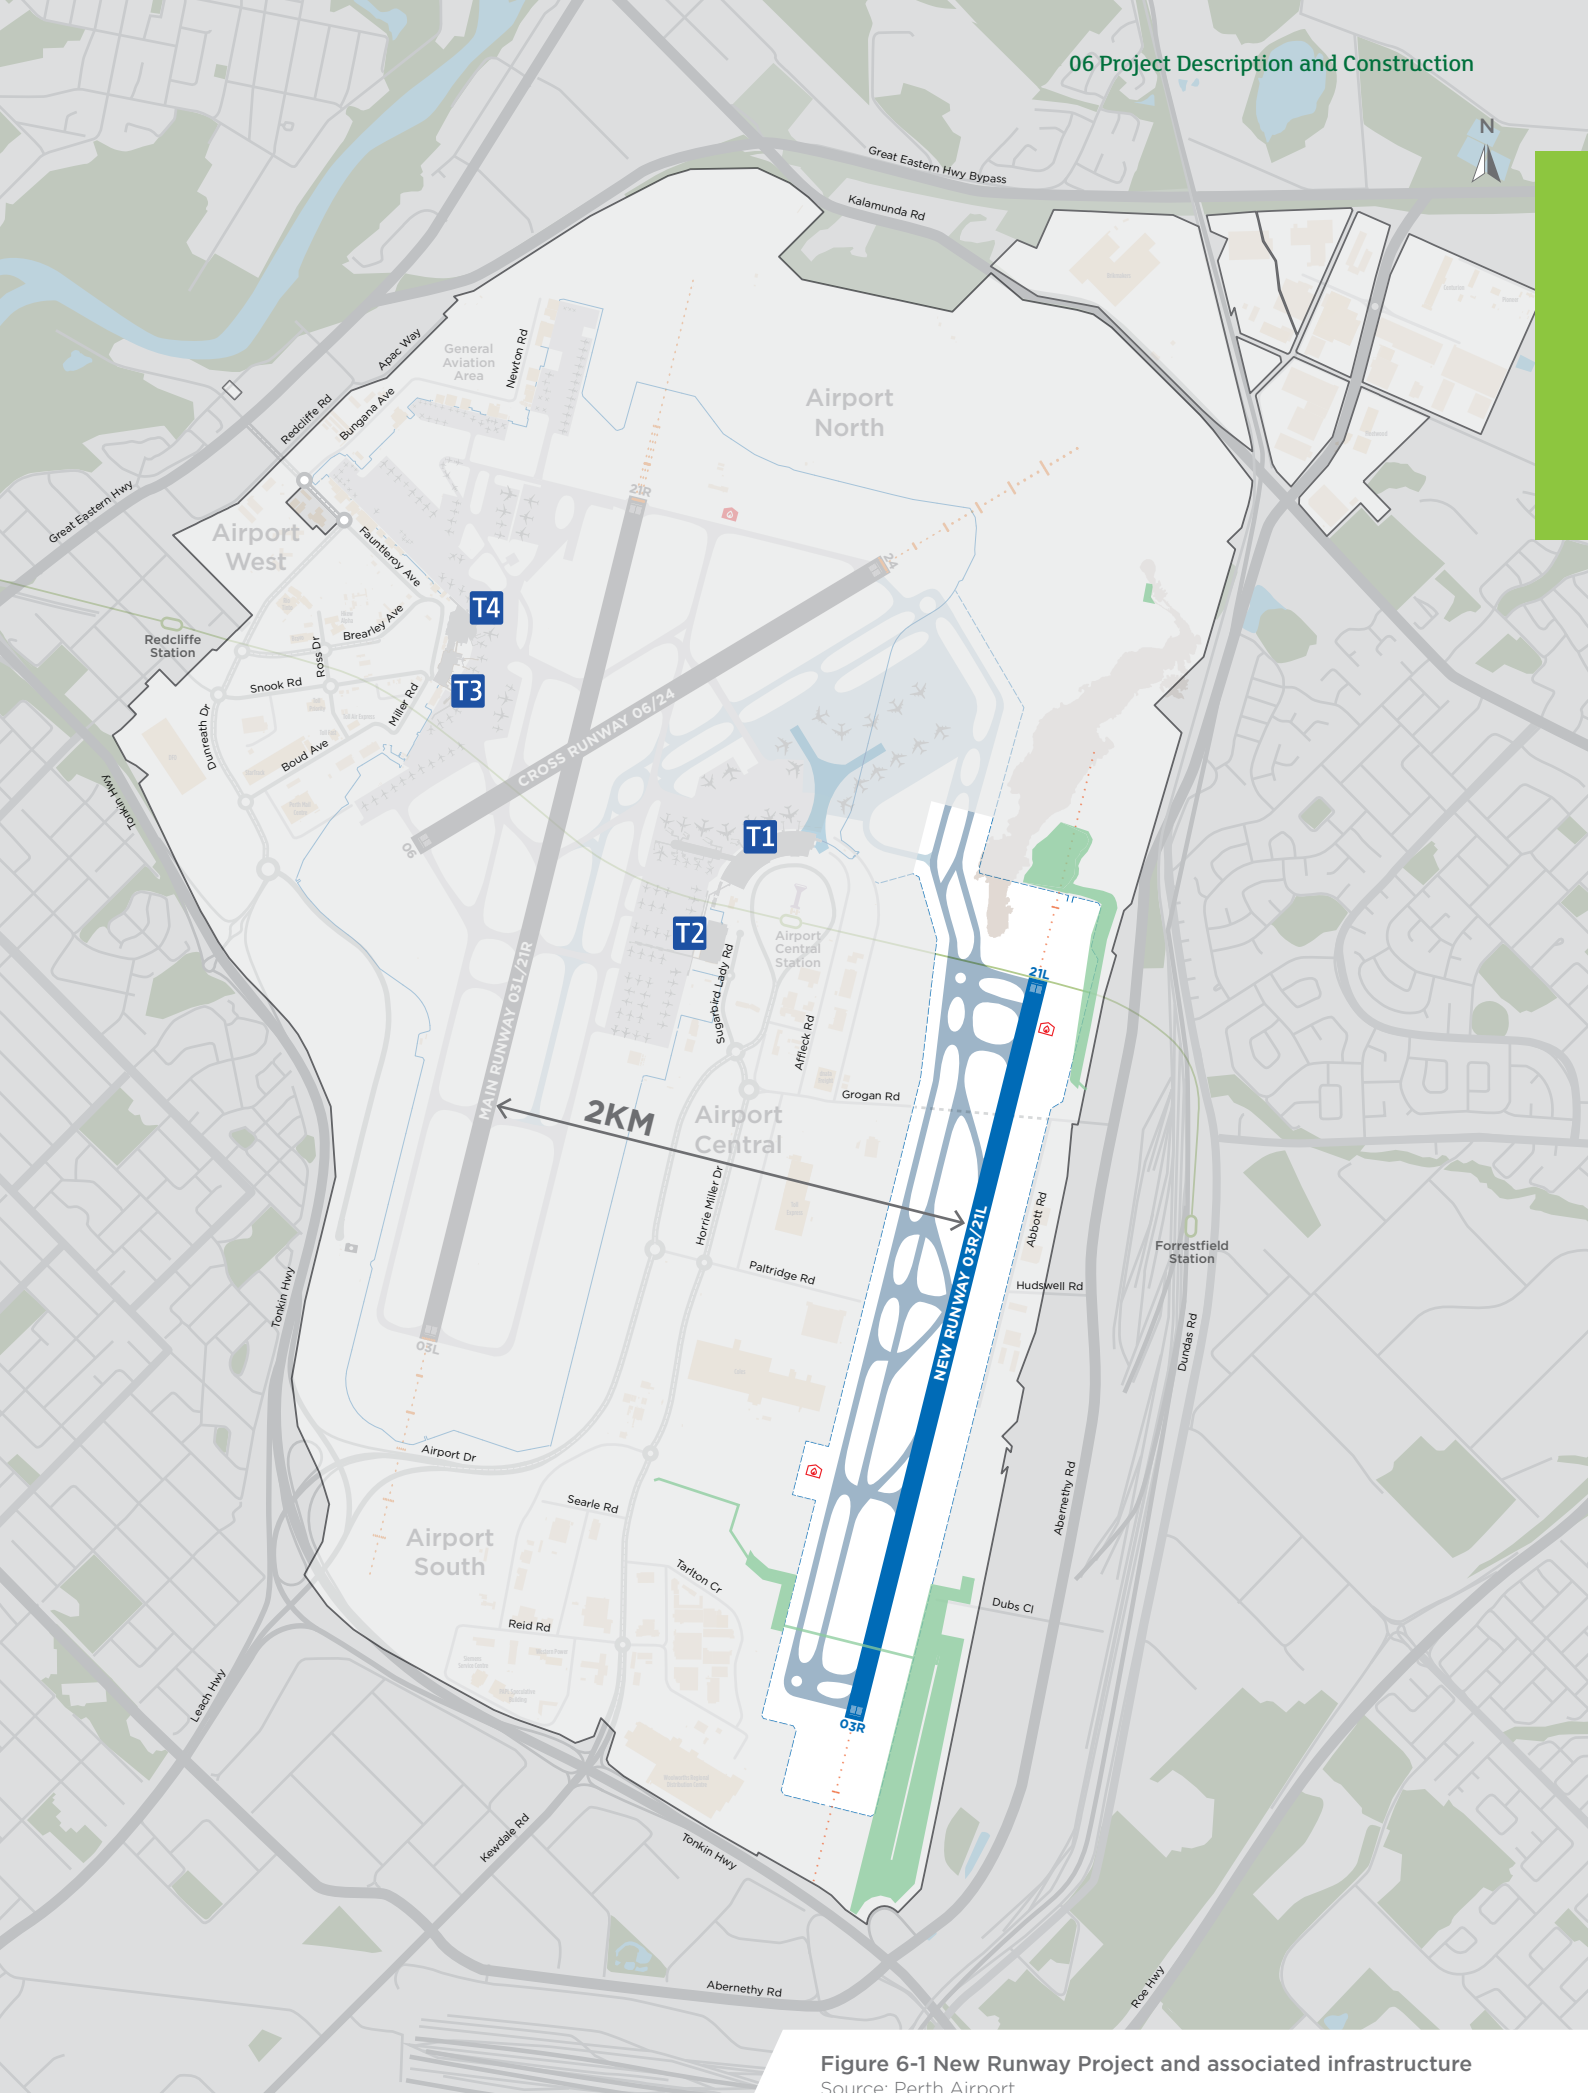 06 Project Description and Construction
N
Great Eastern Hwy Bypass
Kalamunda Rd
Newton Rd
General
Aviation
Area
Apac Way
Airport
North
Redcliffe Rd
Bungana Ave
Great Eastern Hwy
21R
Airport
West
Fauntleroy Ave
24
T4
Brearley Ave
Redcliffe
Station
Ross Dr
T3
Snook Rd
Miller Rd
CROSS RUNWAY 06/24
Dunreath Dr
Boud Ave
Tonkin Hwy
T1
06
T2
Airport
Central
Station
Sugarbird Lady Rd
21L
MAIN RUNWAY 03L/21R
Affleck Rd
Grogan Rd
2KM
Airport
Central
Horrie Miller Dr
Abbott Rd
NEW RUNWAY 03R/21L
Forrestfield
Station
Paltridge Rd
Hudswell Rd
Tonkin Hwy
03L
Dundas Rd
Airport Dr
Abernethy Rd
Searle Rd
Airport
South
Tarlton Cr
Dubs Cl
Reid Rd
Leach Hwy
03R
Kewdale Rd
Tonkin Hwy
Abernethy Rd
Roe Hwy
Figure 6-1 New Runway Project and associated infrastructure
Source: Perth Airport